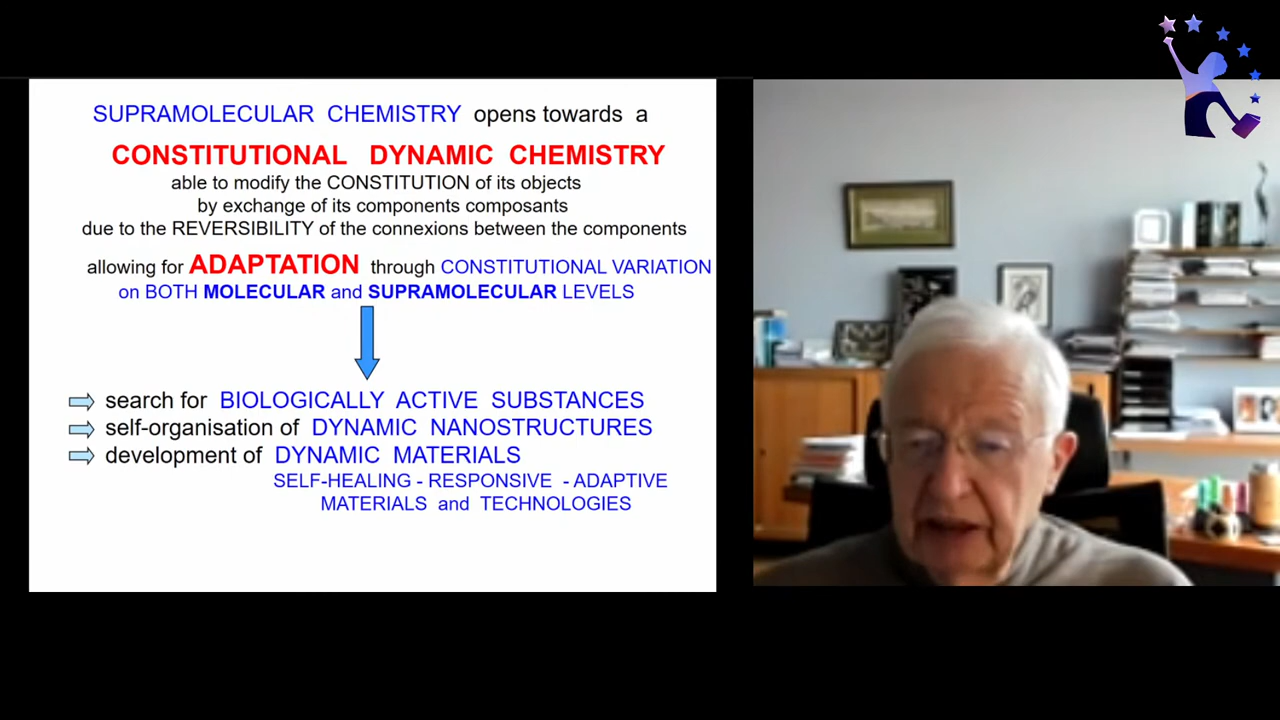 SUPRAMOLECULAR CHEMISTRY opens towards a
CONSTITUTIONAL DYNAMIC CHEMISTRY
able to modify the CONSTITUTION of its objects
by exchange of its components composants
due to the REVERSIBILITY of the connexions between the components
allowing for ADAPTATION through CONSTITUTIONAL VARIATION
on BOTH MOLECULAR and SUPRAMOLECULAR LEVELS
search for BIOLOGICALLY ACTIVE SUBSTANCES
self-organisation of DYNAMIC NANOSTRUCTURES
development of DYNAMIC MATERIALS
SELF-HEALING - RESPONSIVE - ADAPTIVE
MATERIALS and TECHNOLOGIES